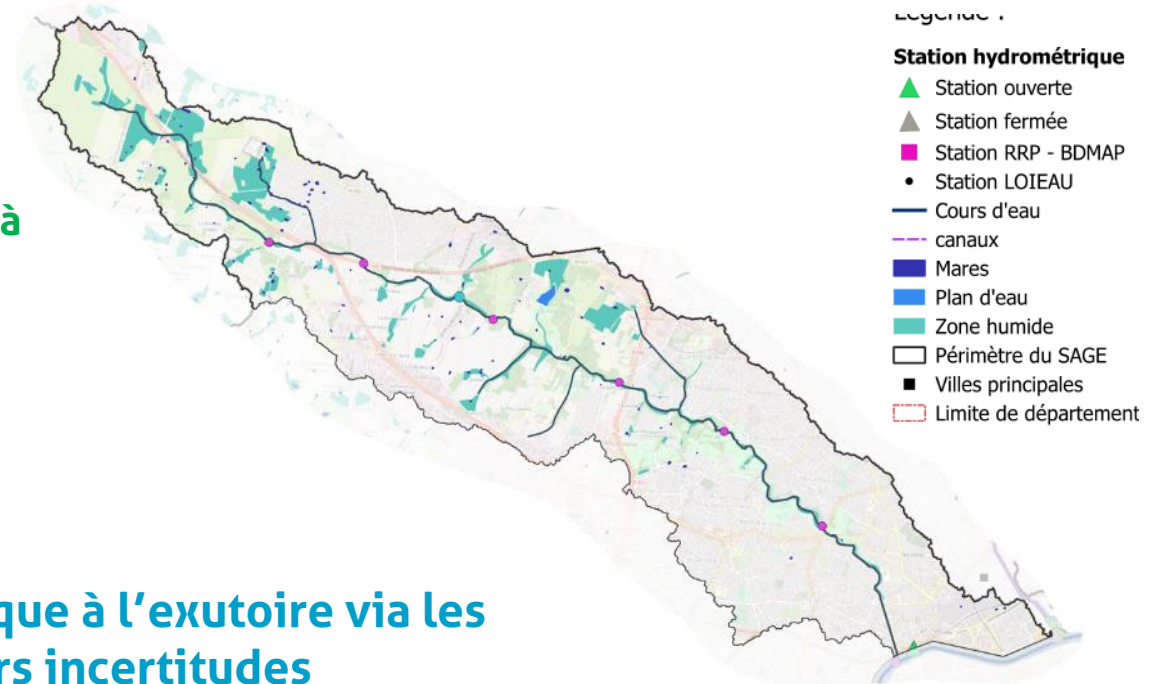 Légende :
Station hydrométrique
Station ouverte
Station fermée
Station RRP - BDMAP
Station LOIEAU
Cours d'eau
canaux
Mares
Plan d'eau
Zone humide
Périmètre du SAGE
Villes principales
Limite de département
à
que à l'exutoire via les
rs incertitudes